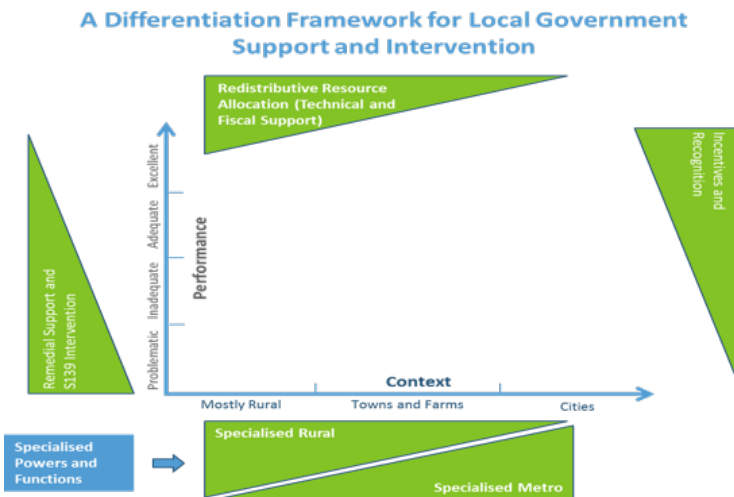 A Differentiation Framework for Local Government
Support and Intervention
Redistributive Resource
Allocation (Technical and
Fiscal Support)
Incentives and
Recognition
Remedial Support and
S139 Intervention
Performance
Excellent
Adequate
Inadequate
Problematic
Context
Mostly Rural
Towns and Farms
Cities
Specialised
Powers and
Functions
Specialised Rural
Specialised Metro